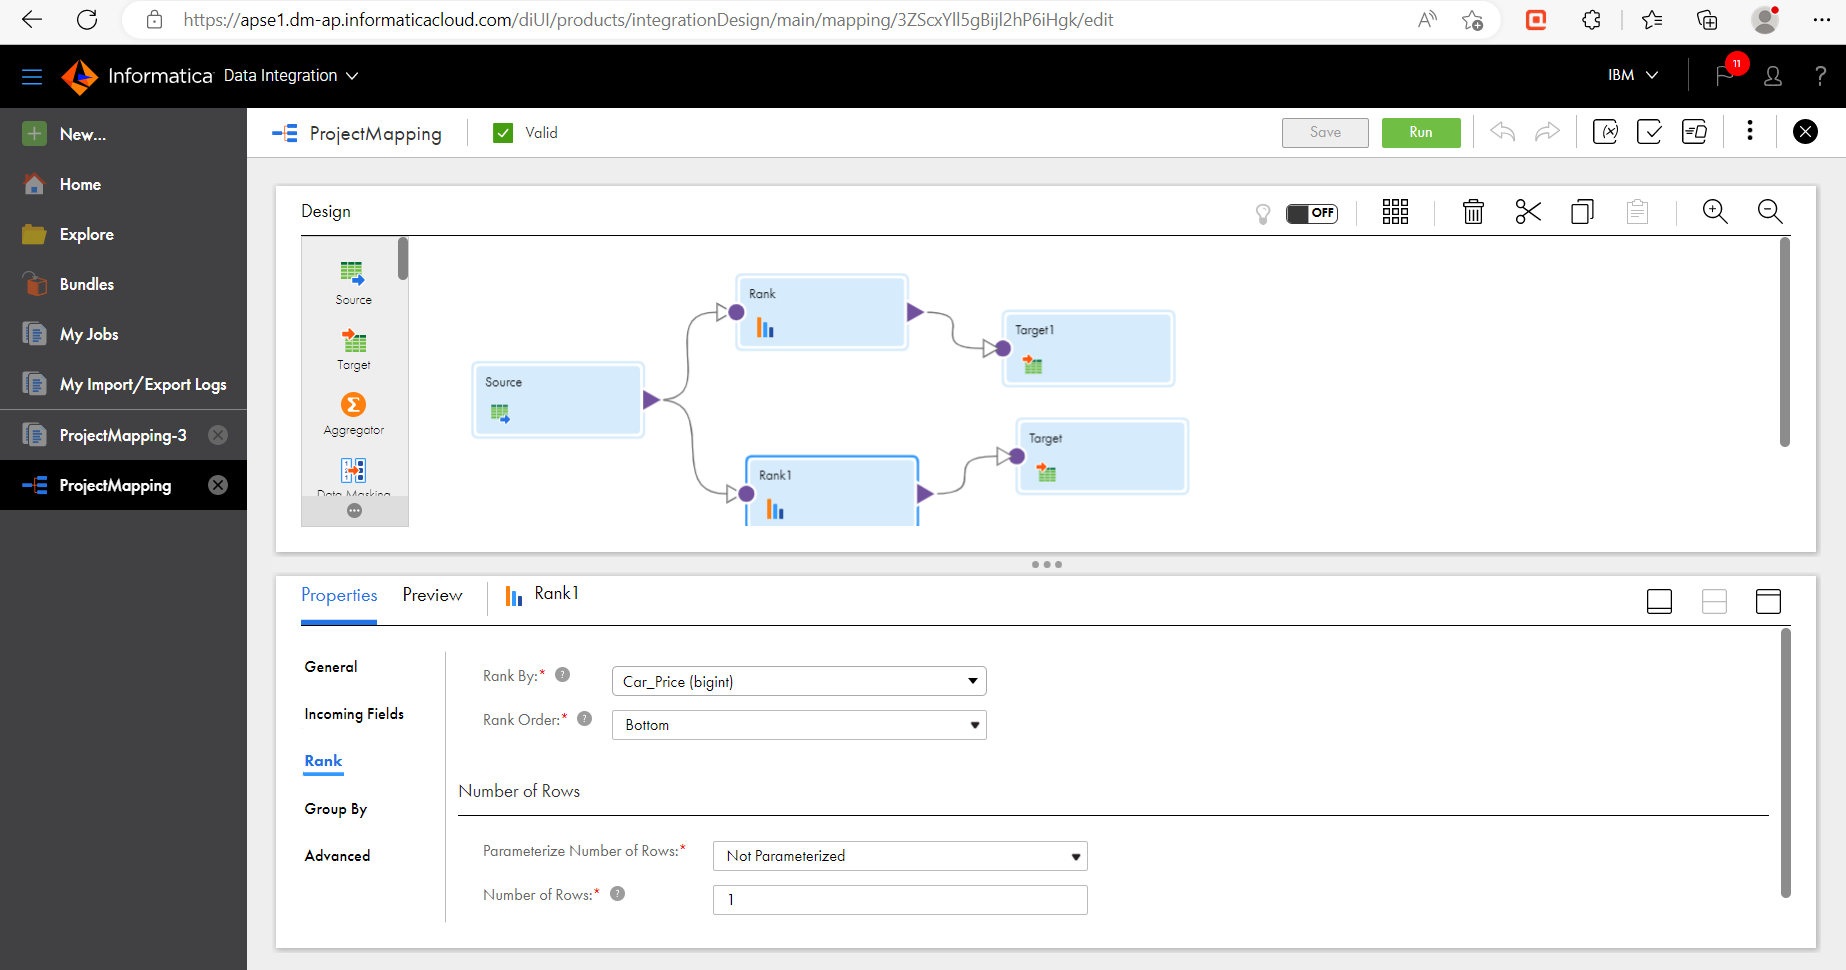 https://apse1.dm-ap.informaticacloud.com/diUI/products/integrationDesign/main/mapping/3ZScxYll5gBijl2hP6iHgk/edit
Informatica Data Integration
IBM
11
?
New...
Home
Explore
Bundles
My Jobs
My Import/Export Logs
ProjectMapping-3
ProjectMapping
ProjectMapping
Valid
Save
Run
Design
OFF
Source
Target
Aggregator
Data Masking
Source
Rank
Target1
Rank1
Target
Properties
Preview
Rank1
General
Incoming Fields
Rank
Group By
Advanced
Rank By:* ?
Car_Price (bigint)
Rank Order:* ?
Bottom
Number of Rows
Parameterize Number of Rows:*
Not Parameterized
Number of Rows:* ?
1